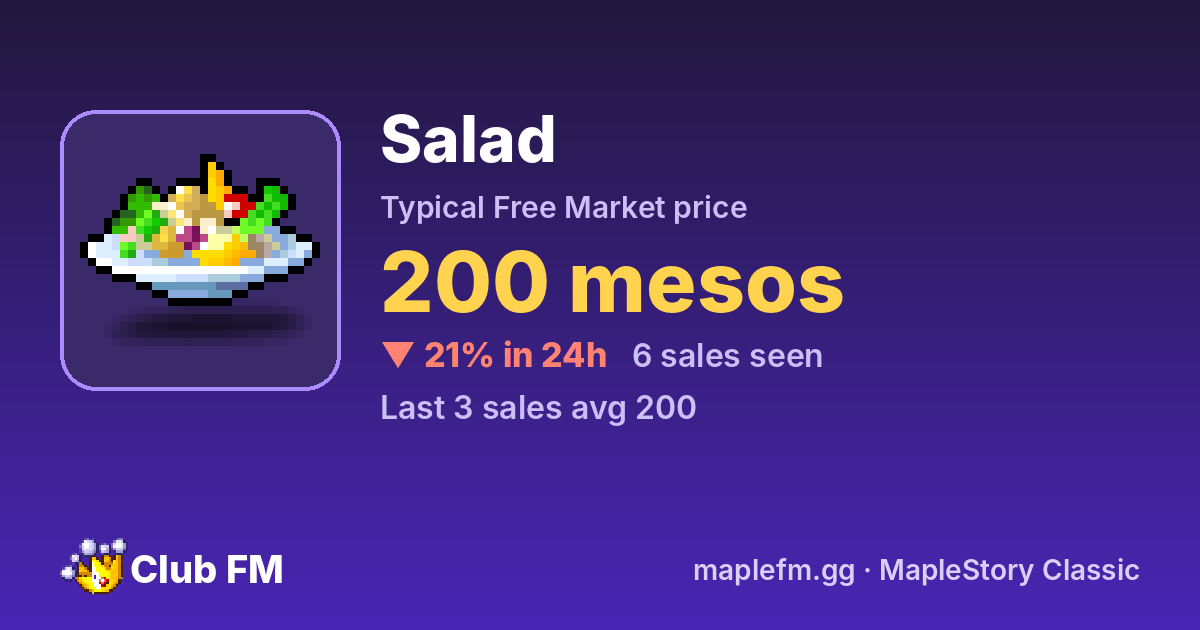 Salad
Typical Free Market price
200 mesos
▼ 21% in 24h 6 sales seen
Last 3 sales avg 200
Club FM
maplefm.gg · MapleStory Classic